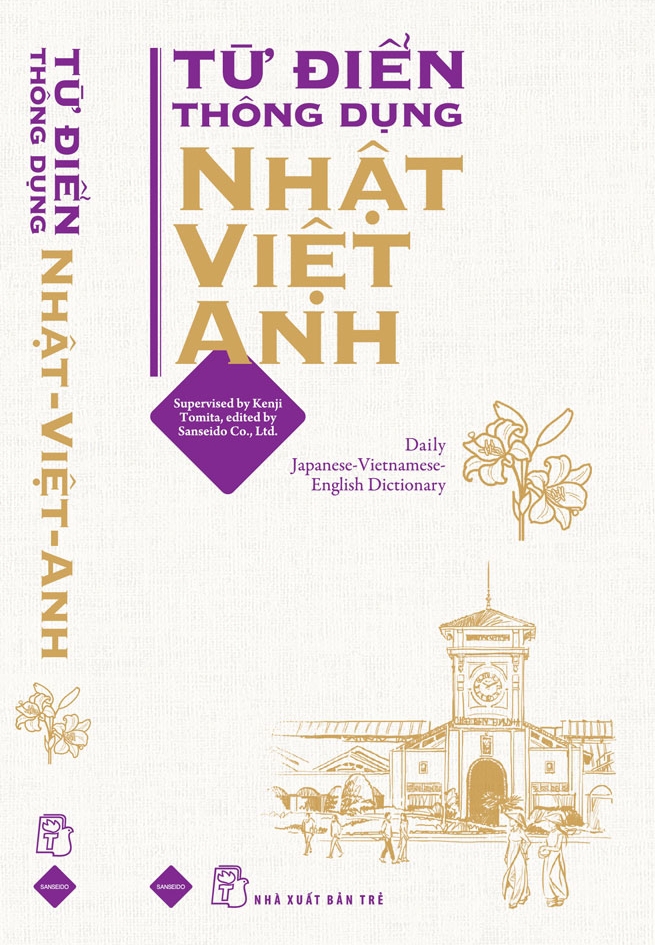 TỪ ĐIỂN
THÔNG DỤNG
NHẬT-VIỆT-ANH
SANSEIDO
TỪ ĐIỂN
THÔNG DỤNG
NHẬT
VIỆT
ANH
Supervised by Kenji
Tomita, edited by
Sanseido Co., Ltd.
Daily
Japanese-Vietnamese-
English Dictionary
SANSEIDO
T
NHÀ XUẤT BẢN TRẺ